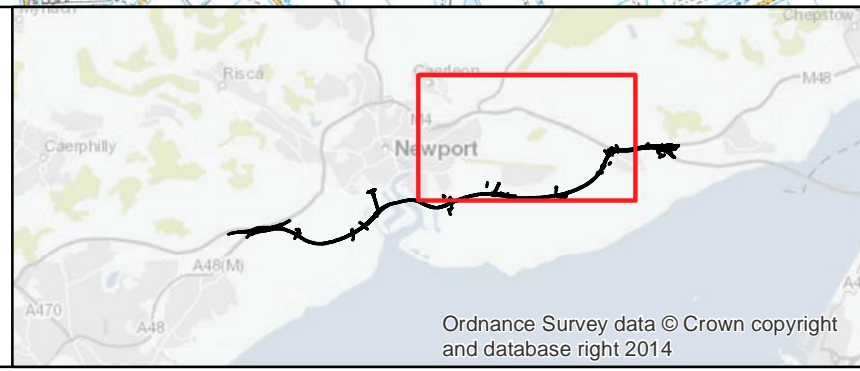 Chepstow
Risca
Caerleon
M48
M4
Caerphilly
Newport
A48(M)
A470
A48
Ordnance Survey data © Crown copyright
and database right 2014